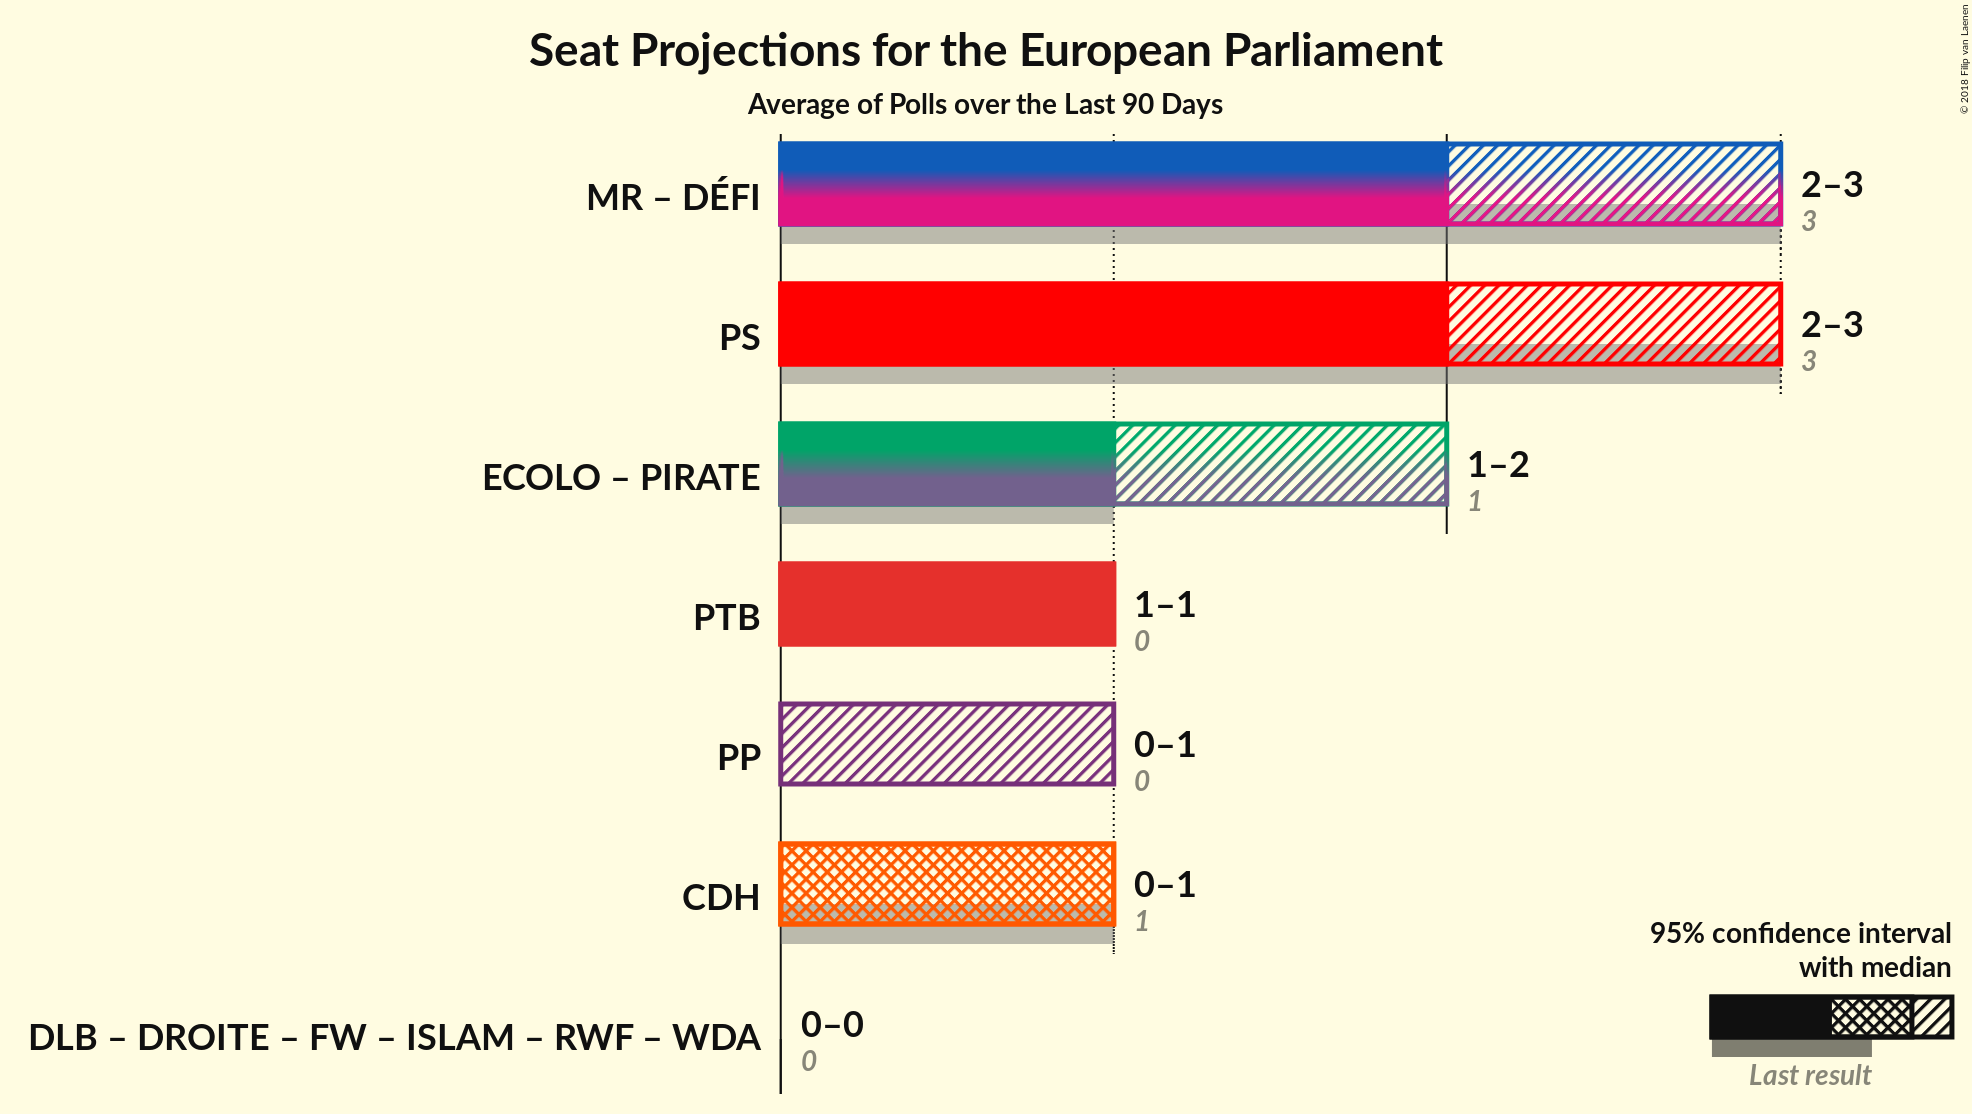 Seat Projections for the European Parliament
Average of Polls over the Last 90 Days
© 2018 Filip van Laenen
MR – DÉFI
2–3
3
PS
2–3
3
ECOLO – PIRATE
1–2
1
PTB
1–1
0
PP
0–1
0
CDH
0–1
1
DLB – DROITE – FW – ISLAM – RWF – WDA
0–0
0
95% confidence interval
with median
Last result